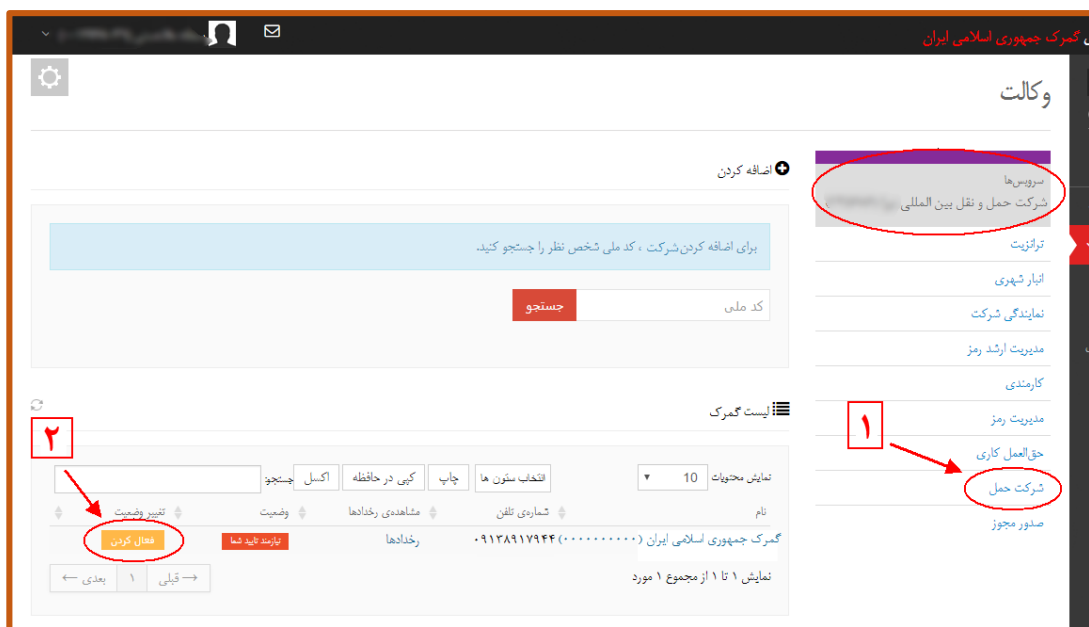 گمرک جمهوری اسلامی ایران
وکالت
سرویس‌ها
شرکت حمل و نقل بین المللی
ترانزیت
انبار شهری
نمایندگی شرکت
مدیریت ارشد رمز
کارمندی
مدیریت رمز
حق‌العمل کاری
شرکت حمل
صدور مجوز
۱
اضافه کردن
برای اضافه کردن شرکت ، کد ملی شخص نظر را جستجو کنید.
کد ملی
جستجو
لیست گمرک
۲
نمایش محتویات 10
انتخاب ستون ها
چاپ
کپی در حافظه
اکسل
جستجو:
نام شماره‌ی تلفن مشاهده‌ی رخدادها وضعیت تغییر وضعیت
گمرک جمهوری اسلامی ایران (۰۰۰۰۰۰۰۰۰۰) ۰۹۱۳۸۹۱۷۹۴۴ رخدادها نیازمند تایید شما فعال کردن
نمایش ۱ تا ۱ از مجموع ۱ مورد
→ قبلی ۱ بعدی ←